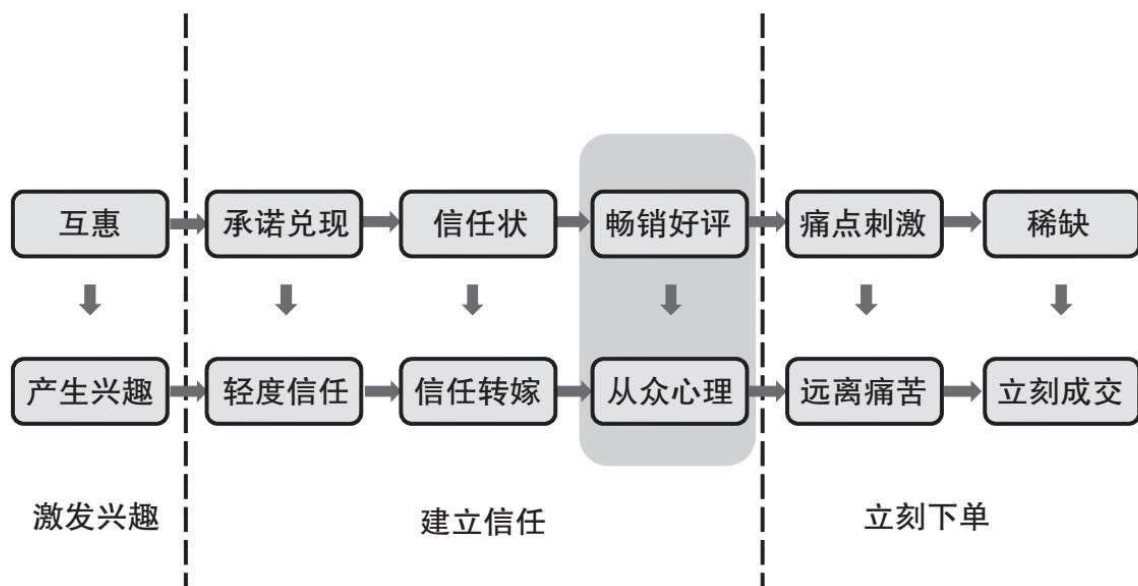 互惠
承诺兑现
信任状
畅销好评
痛点刺激
稀缺
产生兴趣
轻度信任
信任转嫁
从众心理
远离痛苦
立刻成交
激发兴趣
建立信任
立刻下单